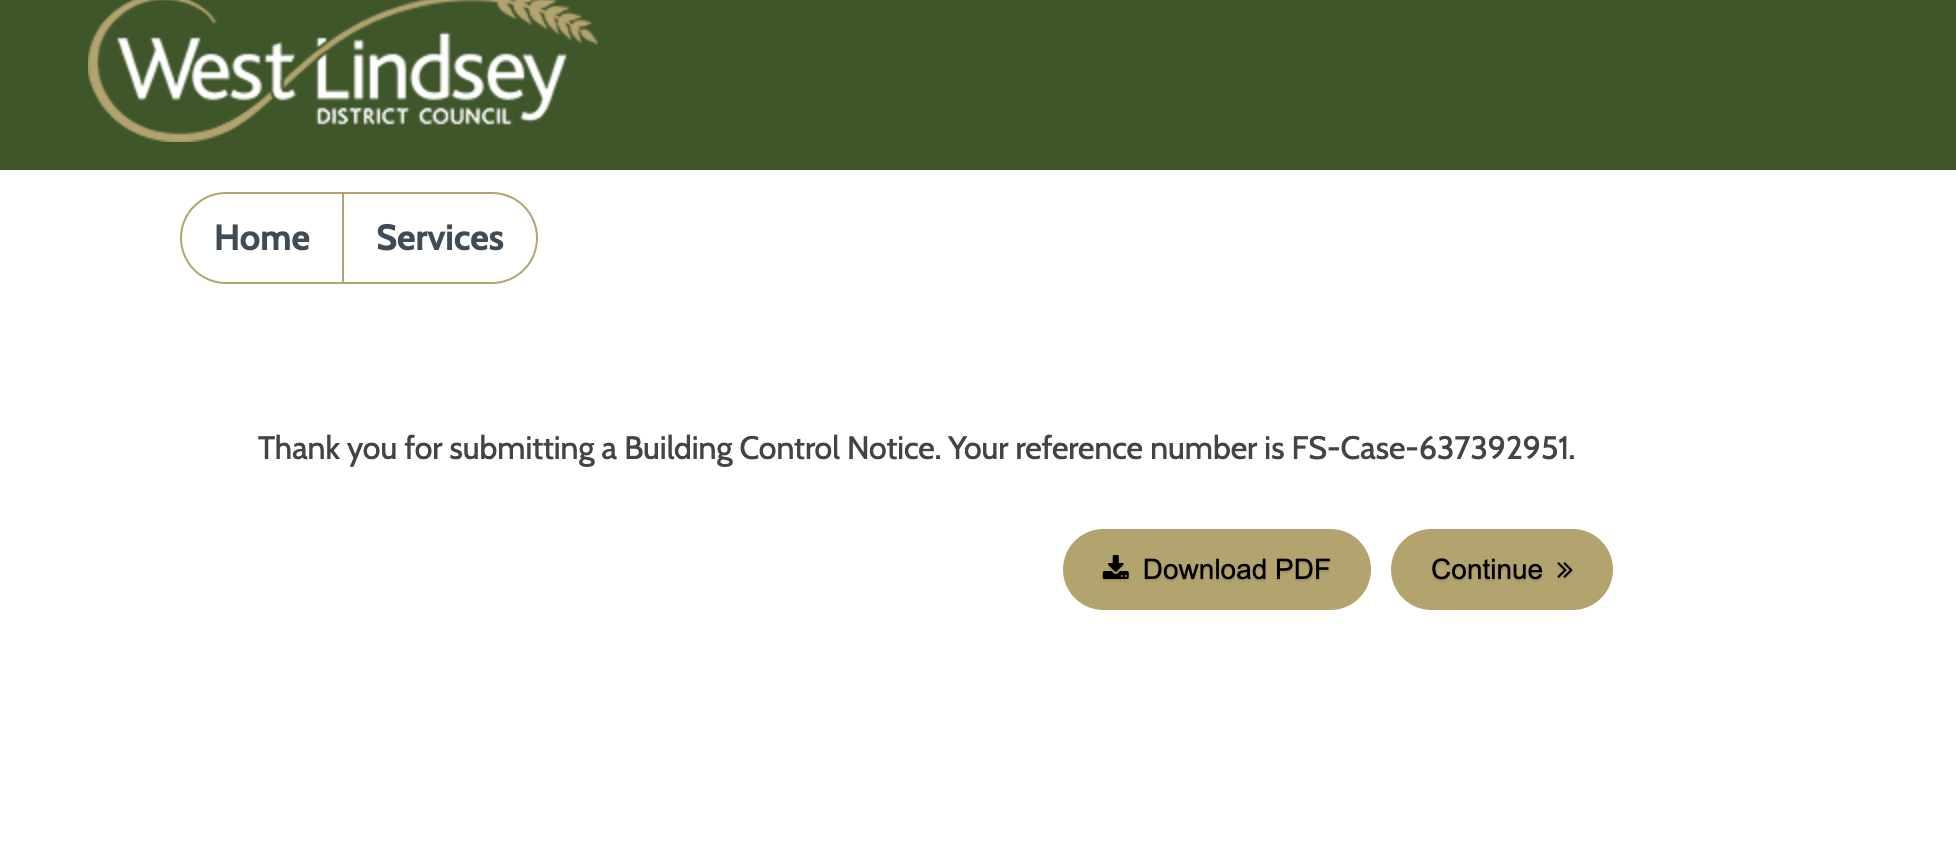 West Lindsey
DISTRICT COUNCIL
Home
Services
Thank you for submitting a Building Control Notice. Your reference number is FS-Case-637392951.
Download PDF
Continue »